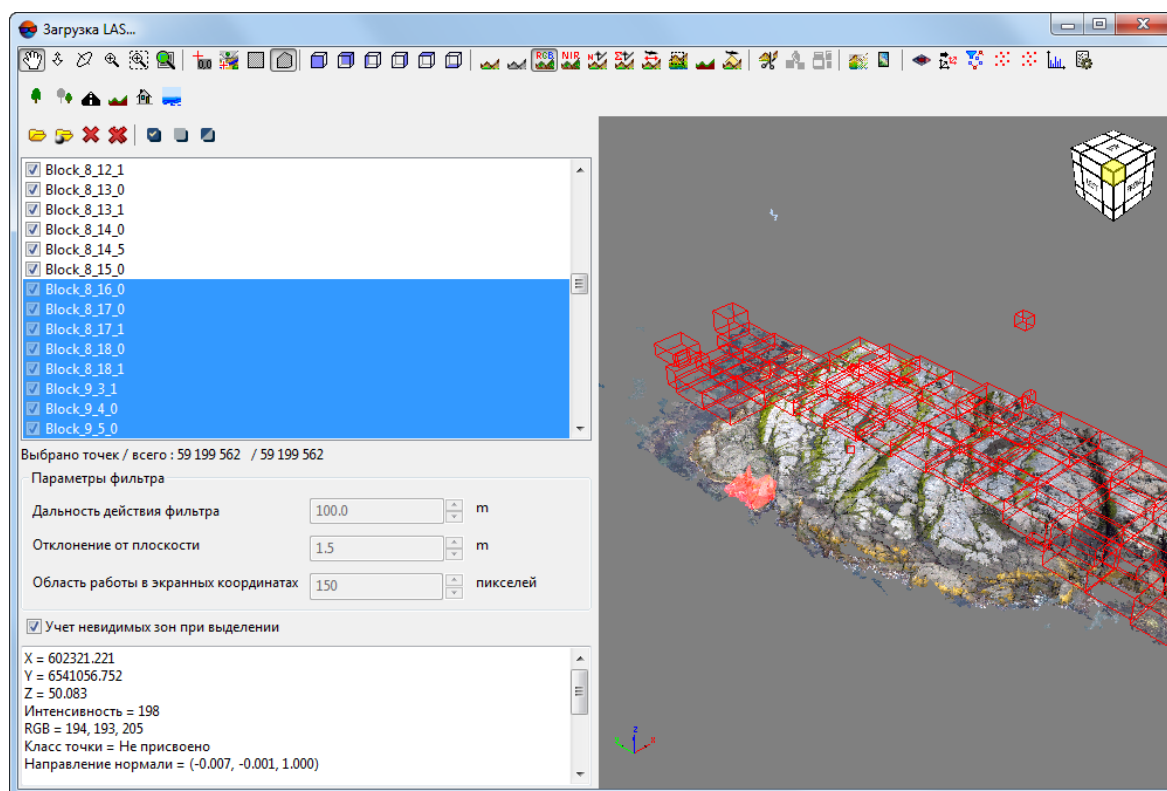 Загрузка LAS...
RGB
NIR
Block_8_12_1
Block_8_13_0
Block_8_13_1
Block_8_14_0
Block_8_14_5
Block_8_15_0
Block_8_16_0
Block_8_17_0
Block_8_17_1
Block_8_18_0
Block_8_18_1
Block_9_3_1
Block_9_4_0
Block_9_5_0
Выбрано точек / всего : 59 199 562 / 59 199 562
Параметры фильтра
Дальность действия фильтра 100.0 m
Отклонение от плоскости 1.5 m
Область работы в экранных координатах 150 пикселей
Учет невидимых зон при выделении
X = 602321.221
Y = 6541056.752
Z = 50.083
Интенсивность = 198
RGB = 194, 193, 205
Класс точки = Не присвоено
Направление нормали = (-0.007, -0.001, 1.000)
z